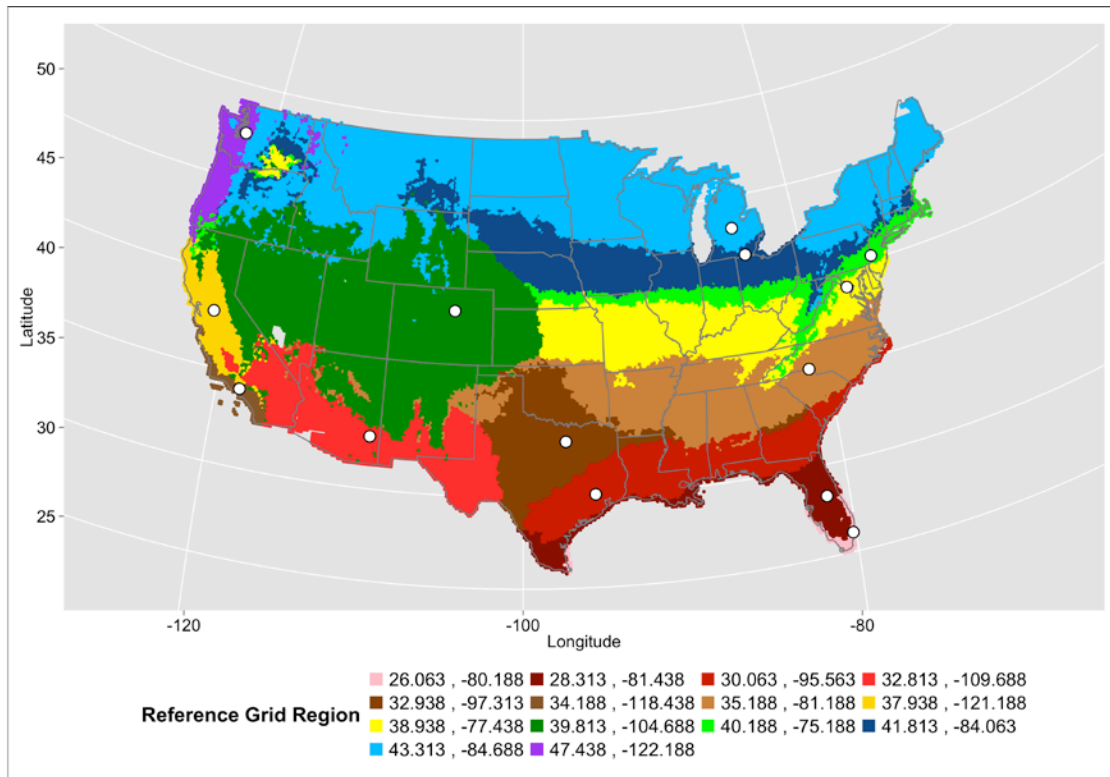 50
45
40
35
30
25
Latitude
-120 -100 -80
Longitude
26.063 , -80.188 28.313 , -81.438 30.063 , -95.563 32.813 , -109.688
32.938 , -97.313 34.188 , -118.438 35.188 , -81.188 37.938 , -121.188
Reference Grid Region
38.938 , -77.438 39.813 , -104.688 40.188 , -75.188 41.813 , -84.063
43.313 , -84.688 47.438 , -122.188